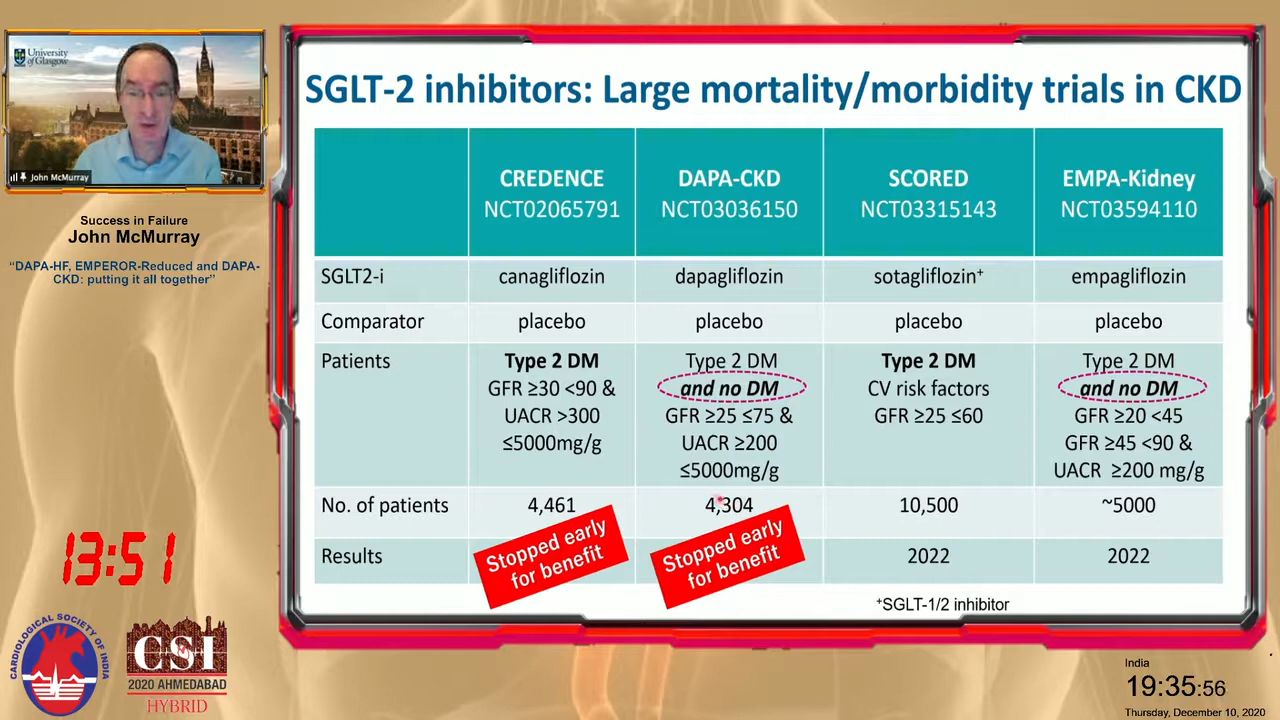 University
of Glasgow
John McMurray
Success in Failure
John McMurray
“DAPA-HF, EMPEROR-Reduced and DAPA-
CKD: putting it all together”
SGLT-2 inhibitors: Large mortality/morbidity trials in CKD
CREDENCE
NCT02065791
DAPA-CKD
NCT03036150
SCORED
NCT03315143
EMPA-Kidney
NCT03594110
SGLT2-i
canagliflozin
dapagliflozin
sotagliflozin⁺
empagliflozin
Comparator
placebo
placebo
placebo
placebo
Patients
Type 2 DM
GFR ≥30 <90 &
UACR >300
≤5000mg/g
Type 2 DM
and no DM
GFR ≥25 ≤75 &
UACR ≥200
≤5000mg/g
Type 2 DM
CV risk factors
GFR ≥25 ≤60
Type 2 DM
and no DM
GFR ≥20 <45
GFR ≥45 <90 &
UACR ≥200 mg/g
No. of patients
4,461
4,304
10,500
~5000
Results
Stopped early
for benefit
Stopped early
for benefit
2022
2022
⁺SGLT-1/2 inhibitor
13:51
CARDIOLOGICAL SOCIETY OF INDIA
CSI
2020 AHMEDABAD
HYBRID
India
19:35:56
Thursday, December 10, 2020